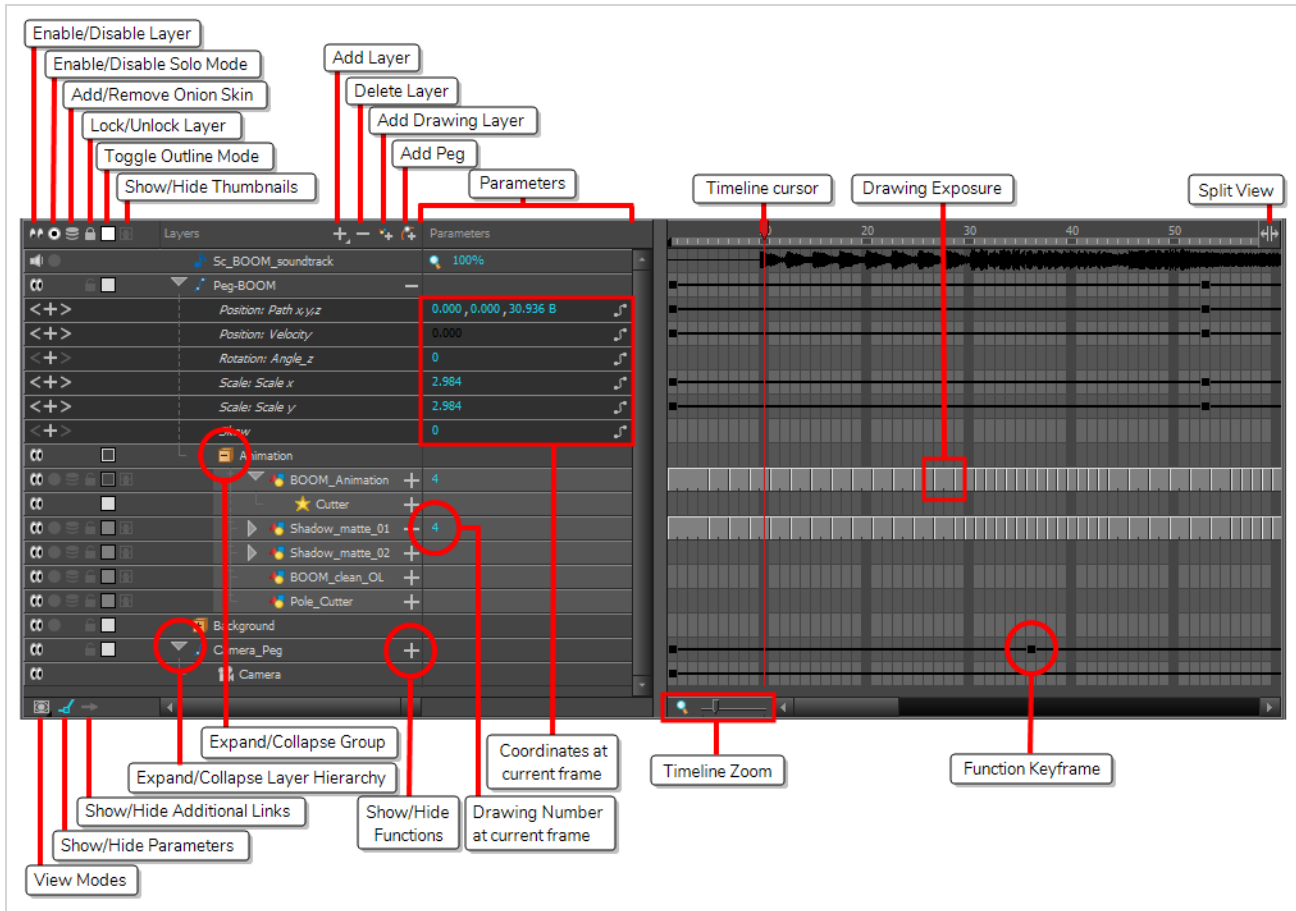 Enable/Disable Layer
Enable/Disable Solo Mode
Add/Remove Onion Skin
Lock/Unlock Layer
Toggle Outline Mode
Show/Hide Thumbnails
Add Layer
Delete Layer
Add Drawing Layer
Add Peg
Parameters
Timeline cursor
Drawing Exposure
Split View
Layers
Parameters
20
30
40
50
Sc_BOOM_soundtrack
100%
Peg-BOOM
Position: Path x,y,z
0.000 , 0.000 , 30.936 B
Position: Velocity
0.000
Rotation: Angle_z
0
Scale: Scale x
2.984
Scale: Scale y
2.984
Skew
0
Animation
BOOM_Animation
4
Cutter
Shadow_matte_01
4
Shadow_matte_02
BOOM_clean_OL
Pole_Cutter
Background
Camera_Peg
Camera
Expand/Collapse Group
Expand/Collapse Layer Hierarchy
Show/Hide Additional Links
Show/Hide Parameters
View Modes
Show/Hide
Functions
Drawing Number
at current frame
Coordinates at
current frame
Timeline Zoom
Function Keyframe